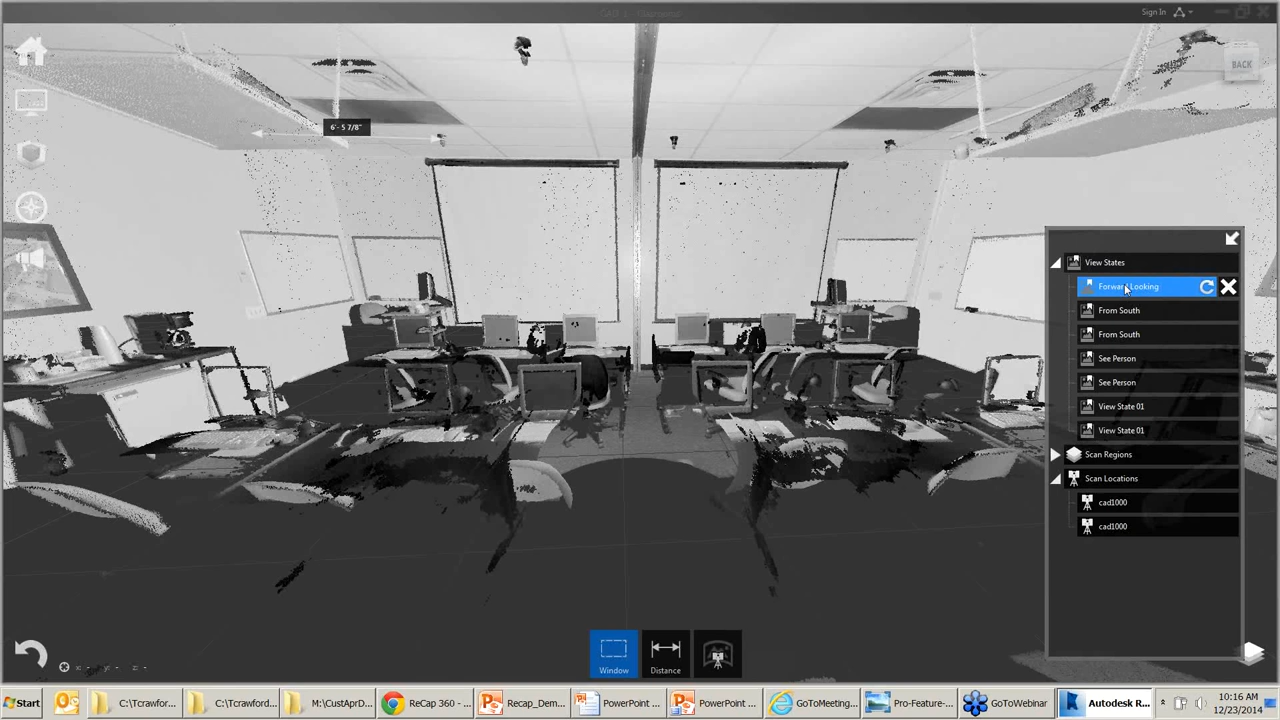 Sign In
BACK
6'- 5 7/8"
View States
Forward Looking
From South
From South
See Person
See Person
View State 01
View State 01
Scan Regions
Scan Locations
cad1000
cad1000
Window
Distance
x: - y: - z: -
Start
C:\Tcrawfor...
C:\Tcrawford...
M:\CustAprD...
ReCap360 - ...
Recap_Dem...
PowerPoint ...
PowerPoint ...
GoToMeeting...
Pro-Feature-...
GoToWebinar
Autodesk R...
10:16 AM
12/23/2014